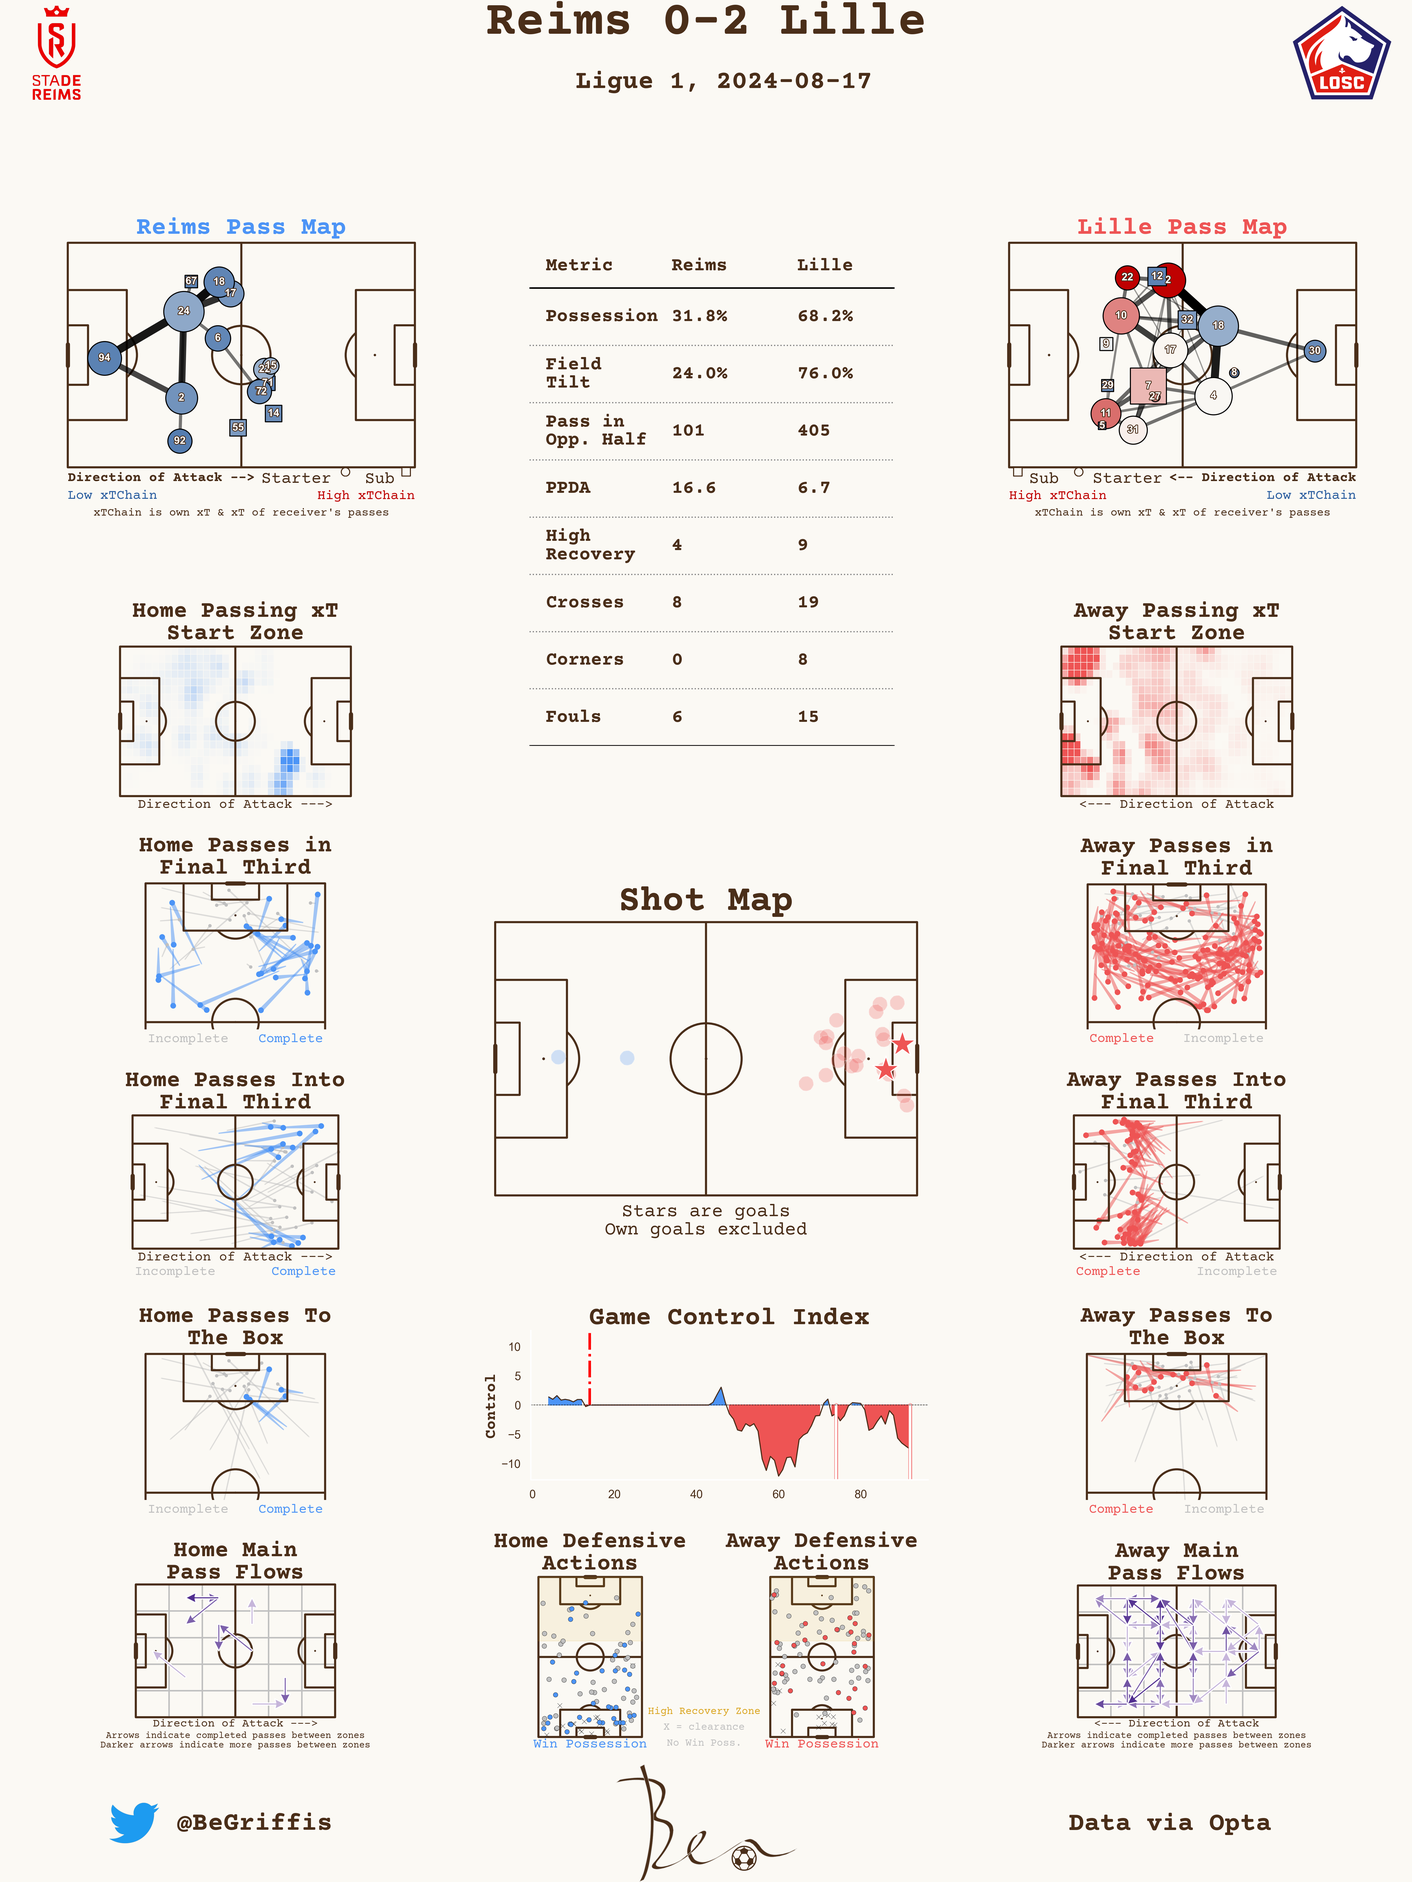 Reims 0-2 Lille
Ligue 1, 2024-08-17
STADE
REIMS
LOSC
Reims Pass Map
67
18
17
24
6
94
15
71
72
2
14
55
92
Direction of Attack --> Starter Sub
Low xTChain High xTChain
xTChain is own xT & xT of receiver's passes
Metric Reims Lille
Possession 31.8% 68.2%
Field
Tilt 24.0% 76.0%
Pass in
Opp. Half 101 405
PPDA 16.6 6.7
High
Recovery 4 9
Crosses 8 19
Corners 0 8
Fouls 6 15
Lille Pass Map
22
12
2
10
32
18
9
17
30
8
29
7
27
4
11
5
31
Sub Starter <-- Direction of Attack
High xTChain Low xTChain
xTChain is own xT & xT of receiver's passes
Home Passing xT
Start Zone
Direction of Attack --->
Away Passing xT
Start Zone
<--- Direction of Attack
Home Passes in
Final Third
Incomplete Complete
Away Passes in
Final Third
Complete Incomplete
Shot Map
Stars are goals
Own goals excluded
Home Passes Into
Final Third
Direction of Attack --->
Incomplete Complete
Away Passes Into
Final Third
<--- Direction of Attack
Complete Incomplete
Home Passes To
The Box
Incomplete Complete
Game Control Index
Control
10
5
0
−5
−10
0 20 40 60 80
Away Passes To
The Box
Complete Incomplete
Home Main
Pass Flows
Direction of Attack --->
Arrows indicate completed passes between zones
Darker arrows indicate more passes between zones
Home Defensive
Actions
Win Possession
High Recovery Zone
X = clearance
No Win Poss.
Away Defensive
Actions
Win Possession
Away Main
Pass Flows
<--- Direction of Attack
Arrows indicate completed passes between zones
Darker arrows indicate more passes between zones
@BeGriffis
Ben
Data via Opta